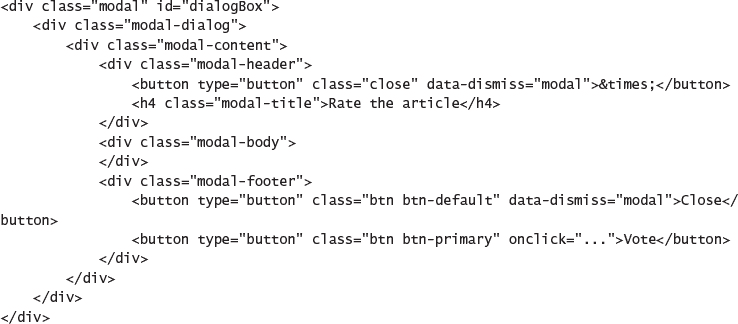 <div class="modal" id="dialogBox">
    <div class="modal-dialog">
        <div class="modal-content">
            <div class="modal-header">
                <button type="button" class="close" data-dismiss="modal">&times;</button>
                <h4 class="modal-title">Rate the article</h4>
            </div>
            <div class="modal-body">
            </div>
            <div class="modal-footer">
                <button type="button" class="btn btn-default" data-dismiss="modal">Close</
button>
                <button type="button" class="btn btn-primary" onclick="...">Vote</button>
            </div>
        </div>
    </div>
</div>